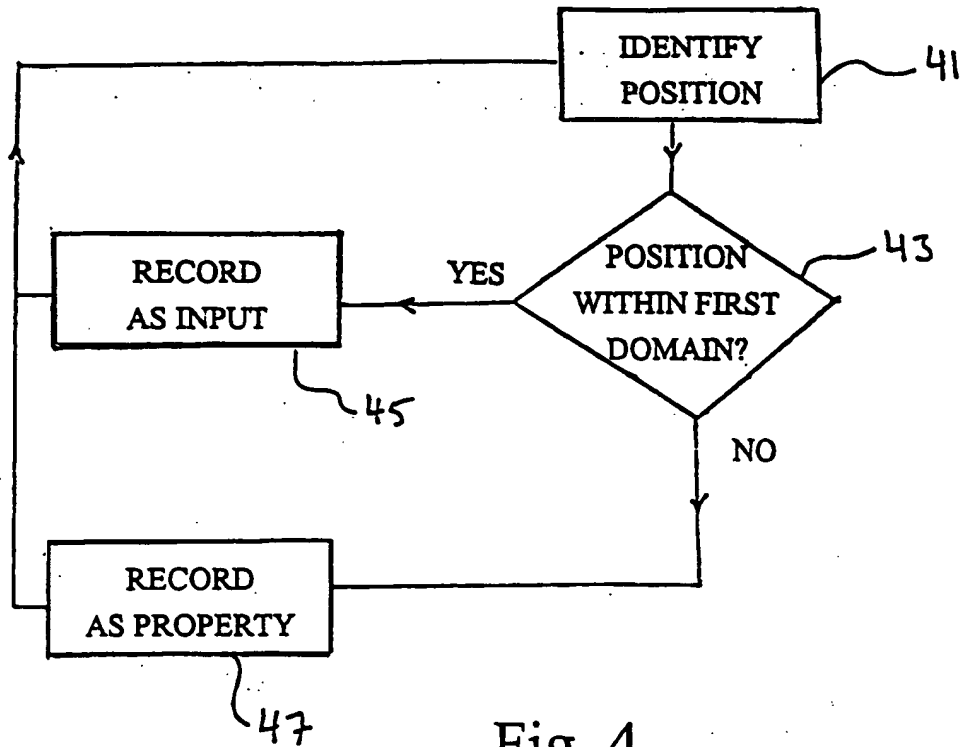 IDENTIFY
POSITION
41
POSITION
WITHIN FIRST
DOMAIN?
43
YES
RECORD
AS INPUT
45
NO
RECORD
AS PROPERTY
47
Fig. 4